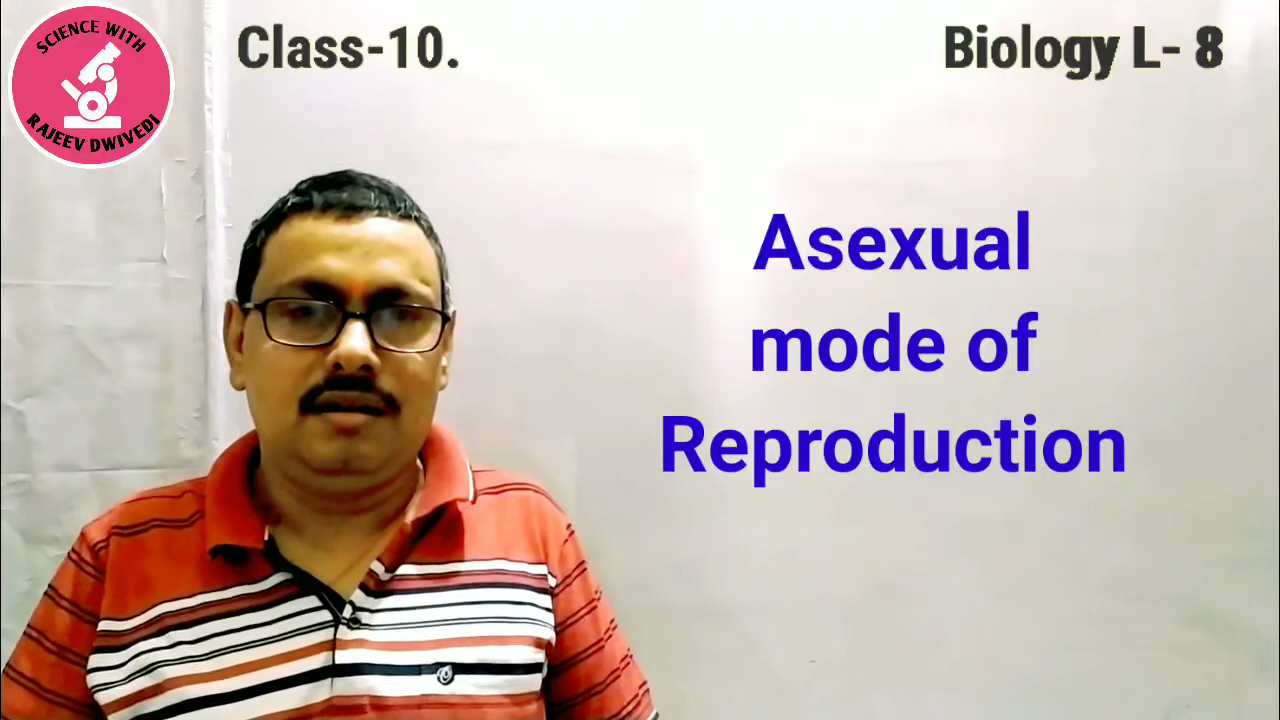 SCIENCE WITH
RAJEEV DWIVEDI
Class-10.
Biology L- 8
Asexual
mode of
Reproduction